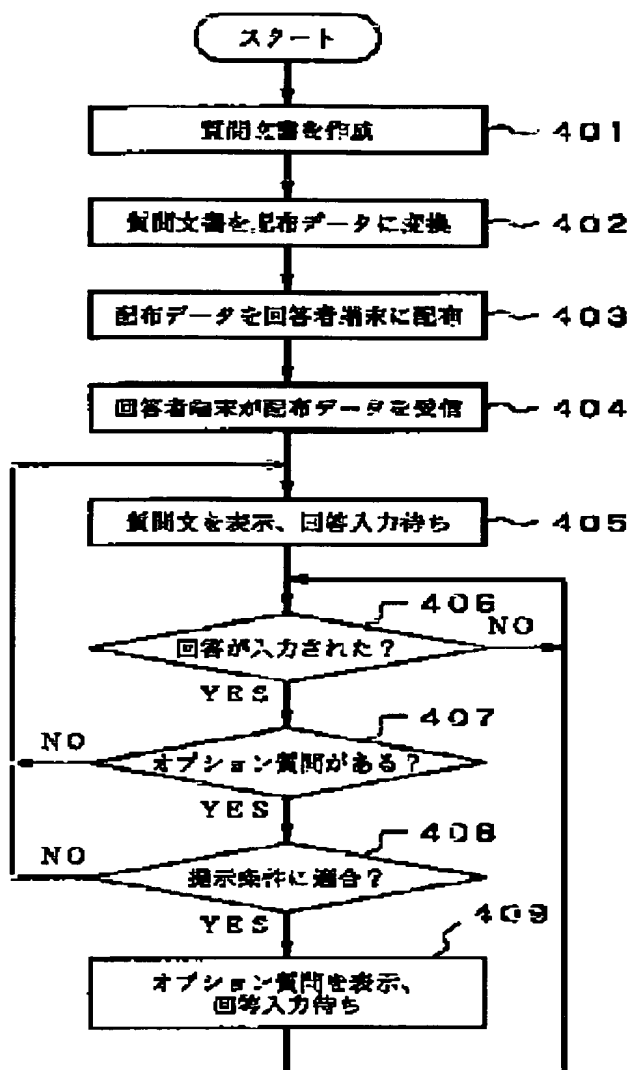 スタート
質問文書を作成
401
質問文書を配布データに変換
402
配布データを回答者端末に配布
403
回答者端末が配布データを受信
404
質問文を表示、回答入力待ち
405
406
回答が入力された?
NO
YES
407
NO
オプション質問がある?
YES
408
NO
提示条件に適合?
YES
409
オプション質問を表示、
回答入力待ち